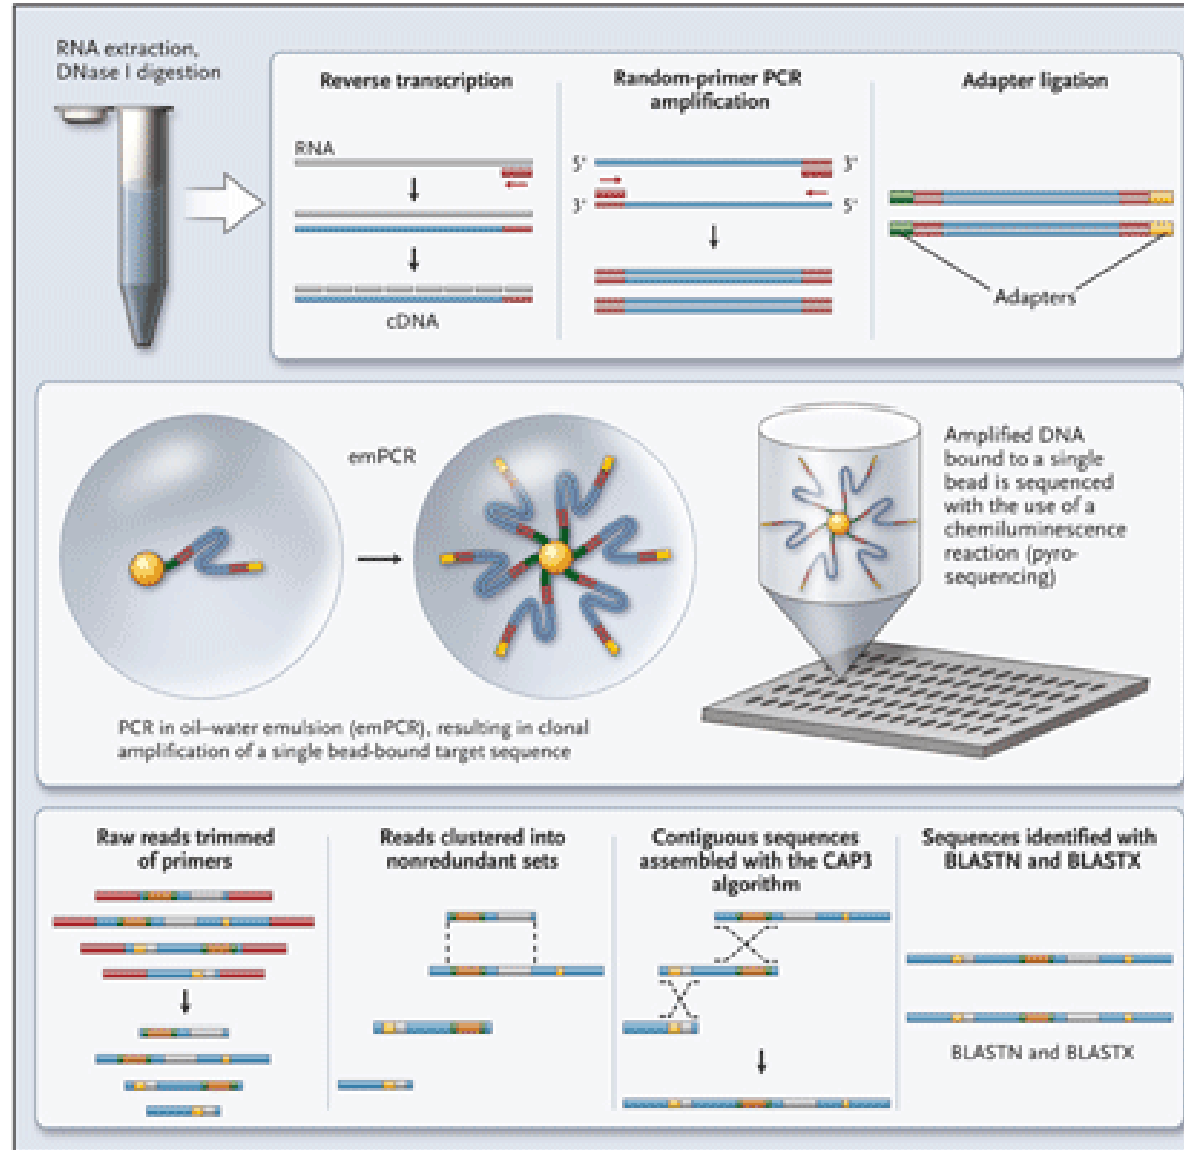 RNA extraction,
DNase I digestion
Reverse transcription
RNA
cDNA
Random-primer PCR
amplification
5'
3'
3'
5'
Adapter ligation
Adapters
emPCR
PCR in oil–water emulsion (emPCR), resulting in clonal
amplification of a single bead-bound target sequence
Amplified DNA
bound to a single
bead is sequenced
with the use of a
chemiluminescence
reaction (pyro-
sequencing)
Raw reads trimmed
of primers
Reads clustered into
nonredundant sets
Contiguous sequences
assembled with the CAP3
algorithm
Sequences identified with
BLASTN and BLASTX
BLASTN and BLASTX